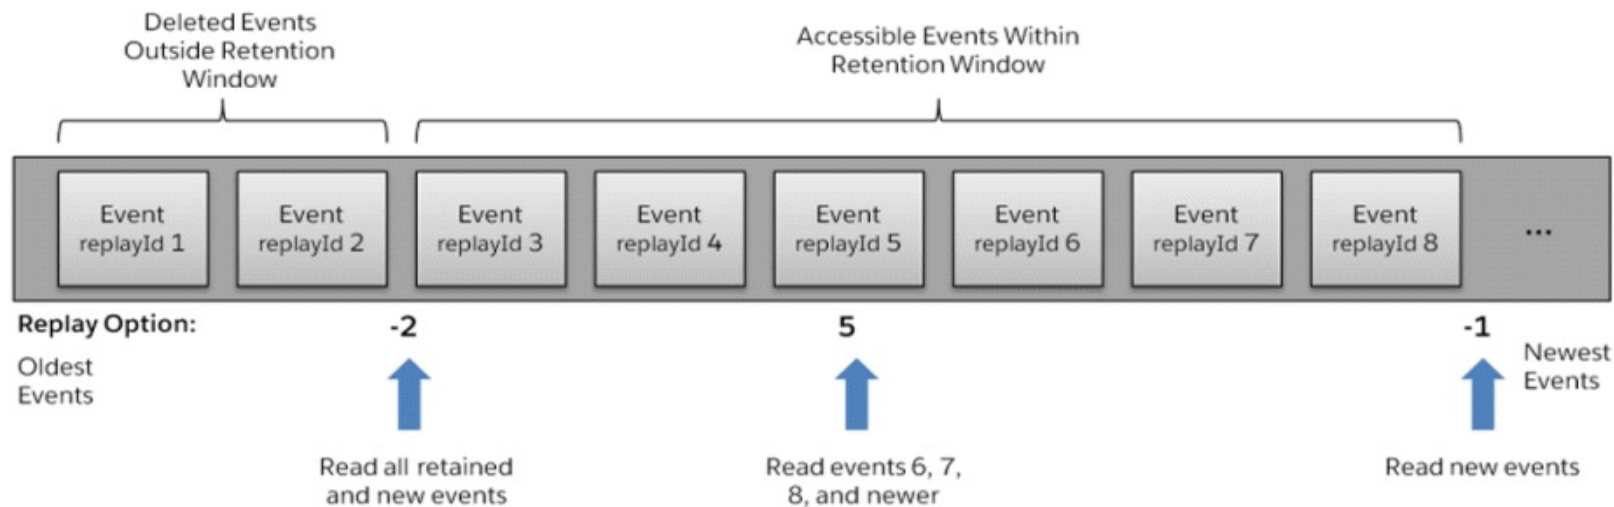 Deleted Events
Outside Retention
Window
Accessible Events Within
Retention Window
Event
replayId 1
Event
replayId 2
Event
replayId 3
Event
replayId 4
Event
replayId 5
Event
replayId 6
Event
replayId 7
Event
replayId 8
...
Replay Option:
-2
5
-1
Oldest
Events
Newest
Events
Read all retained
and new events
Read events 6, 7,
8, and newer
Read new events